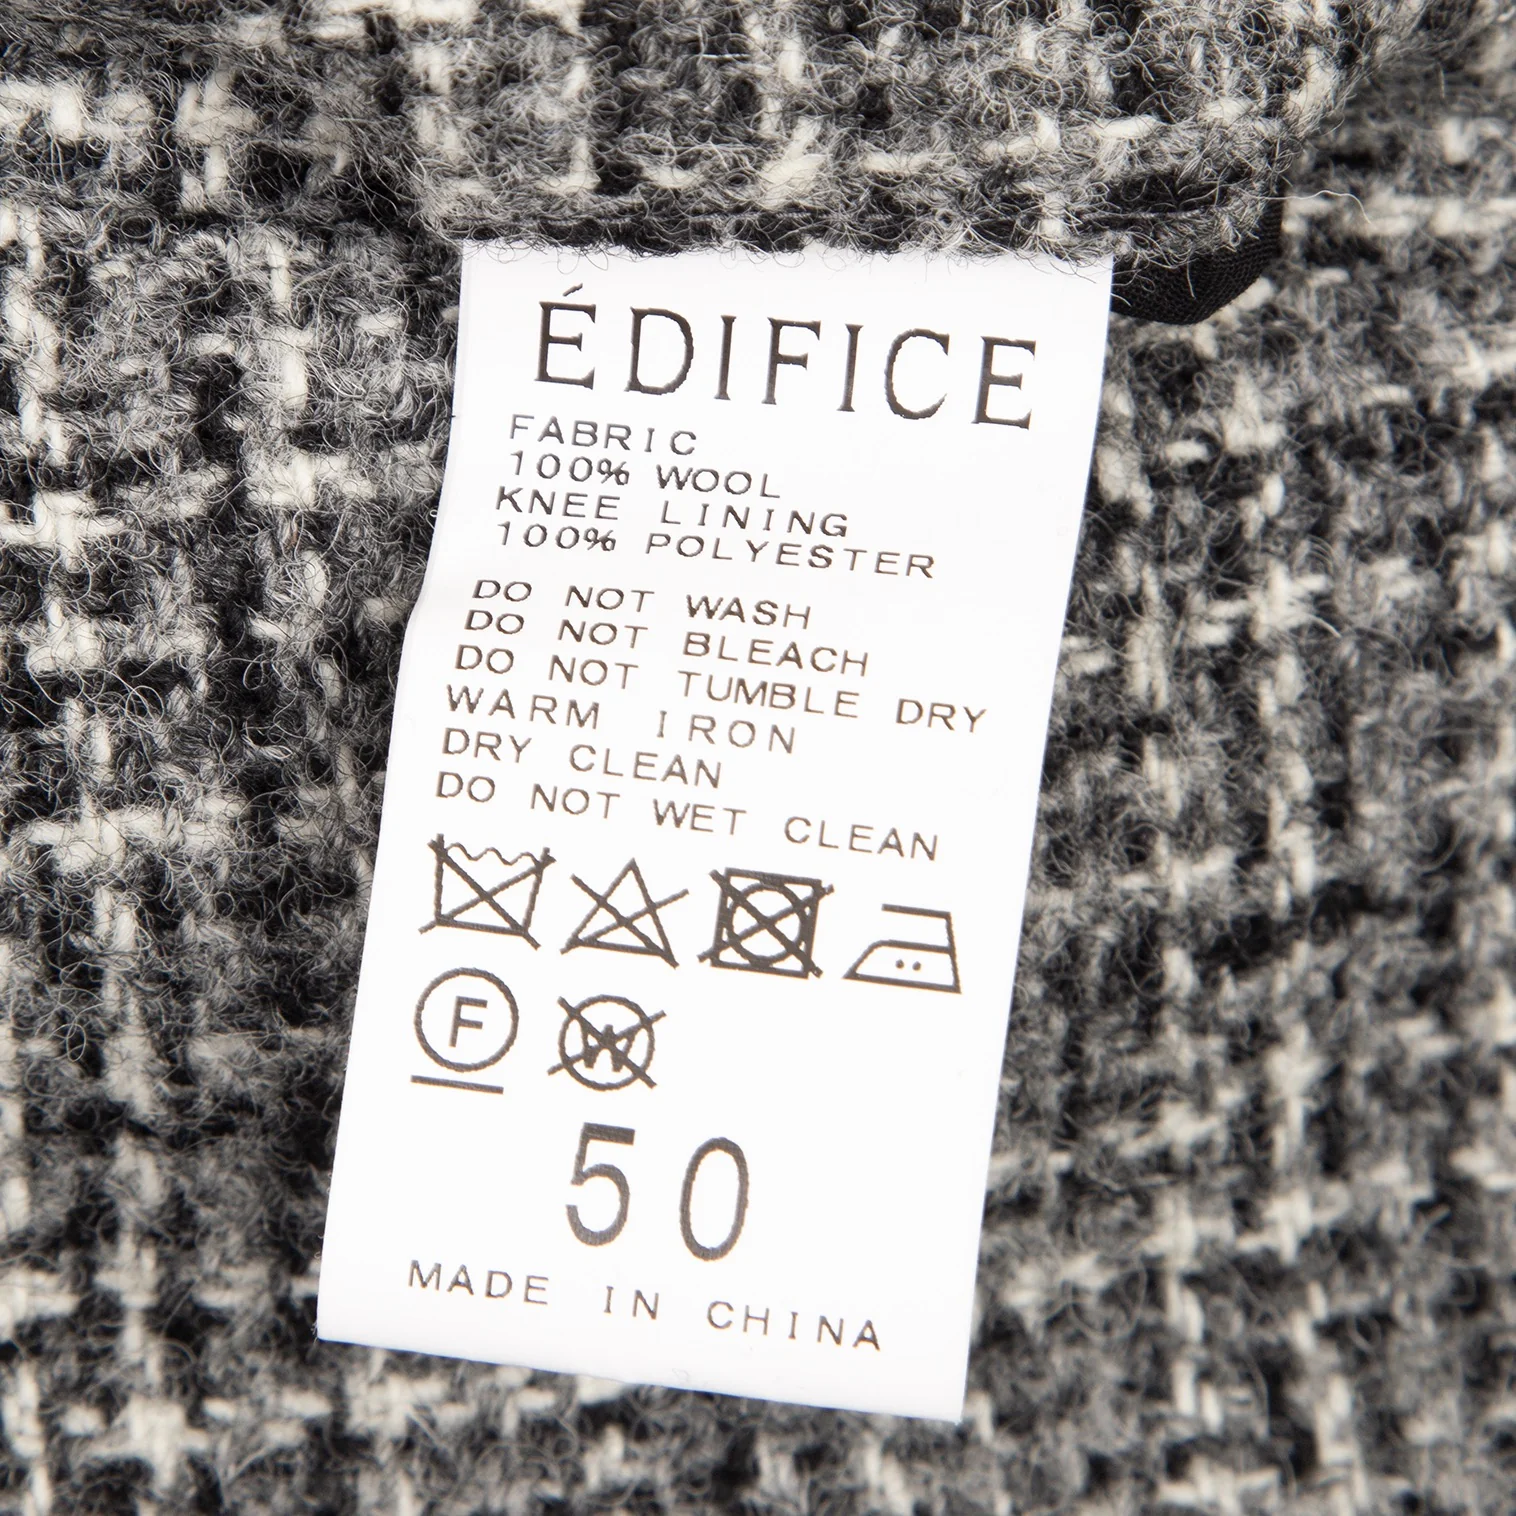 ÉDIFICE
FABRIC
100% WOOL
KNEE LINING
100% POLYESTER
DO NOT WASH
DO NOT BLEACH
DO NOT TUMBLE DRY
WARM IRON
DRY CLEAN
DO NOT WET CLEAN
F W
50
MADE IN CHINA